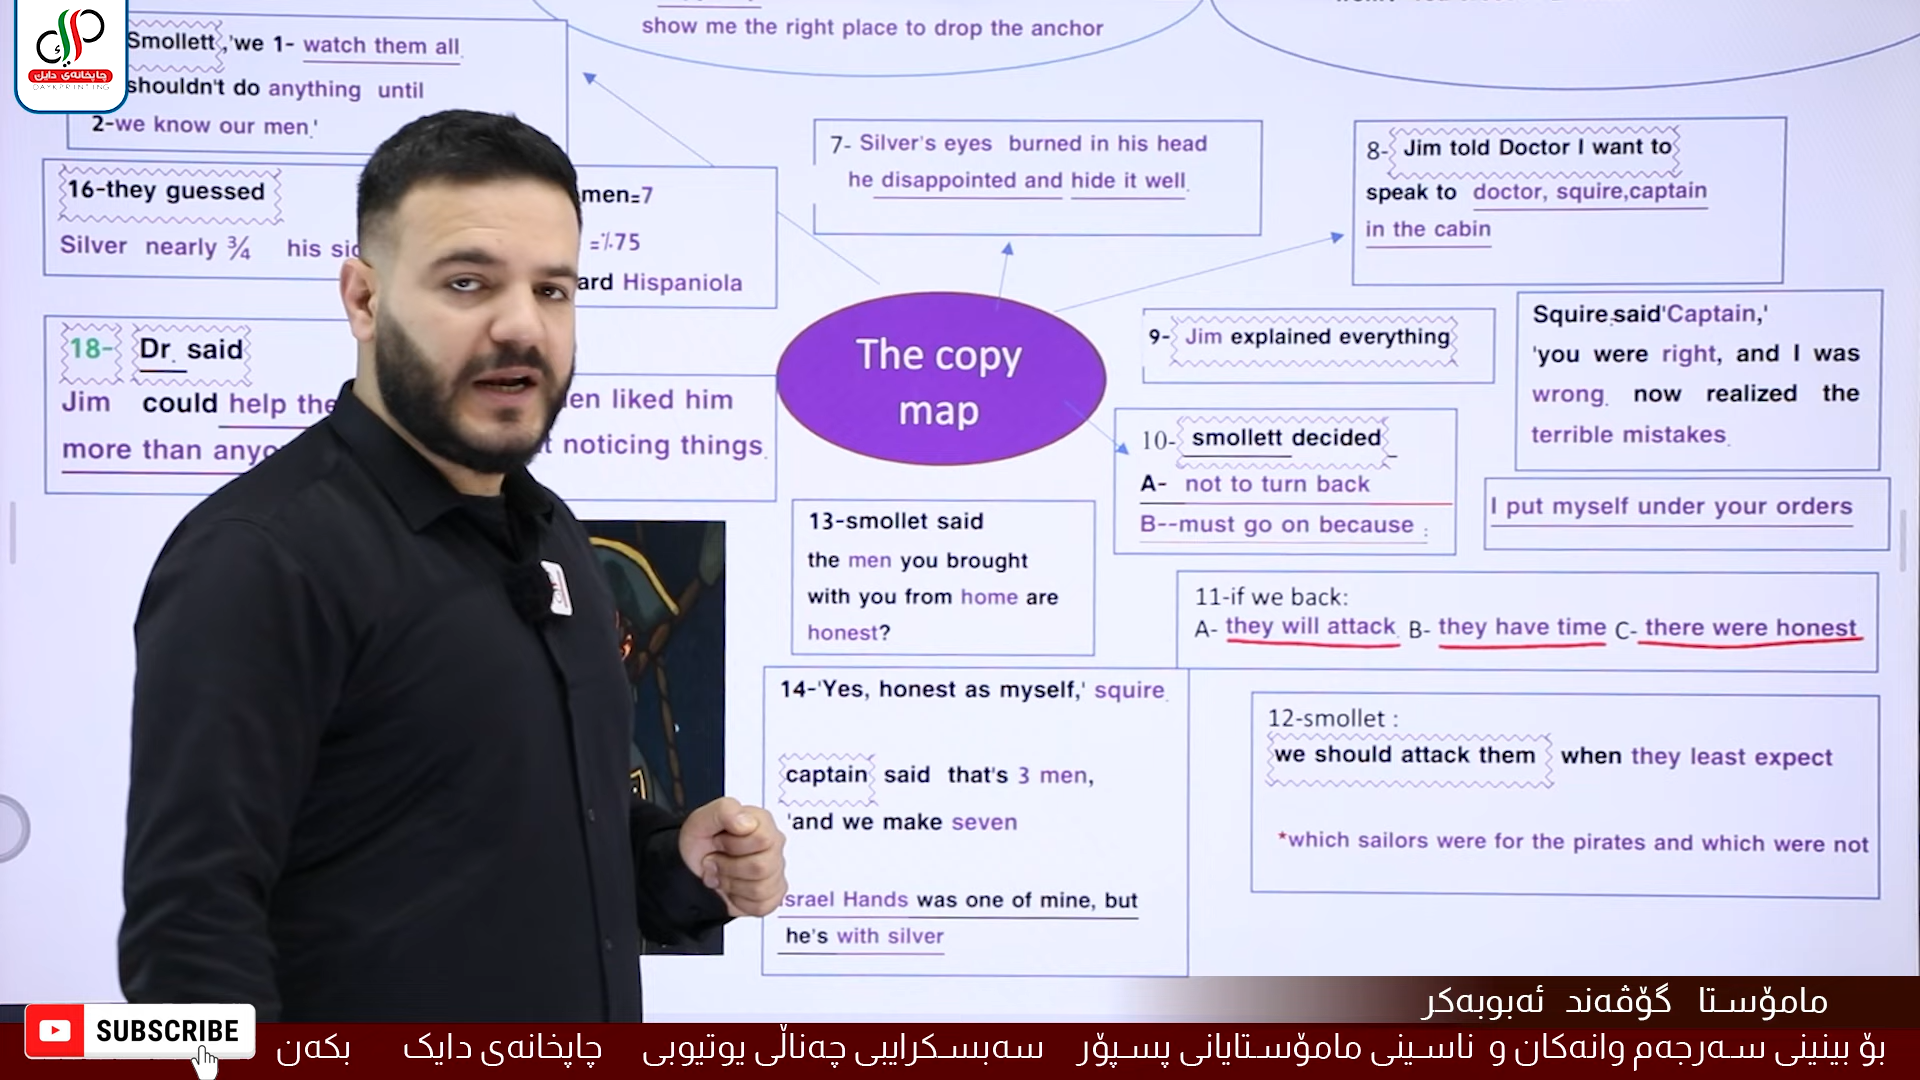 چاپخانەی دایک
DAYKPRINTING
show me the right place to drop the anchor
Smollett,'we 1- watch them all
shouldn't do anything until
2-we know our men.'
16-they guessed
Silver nearly ¾ his
men=7
=٪75
Hispaniola
18- Dr. said
Jim could help the
liked him
more than
noticing things.
7- Silver's eyes burned in his head
he disappointed and hide it well.
8- Jim told Doctor I want to
speak to doctor, squire,captain
in the cabin
The copy
map
9- Jim explained everything
Squire said'Captain,'
'you were right, and I was
wrong. now realized the
terrible mistakes.
10- smollett decided
A- not to turn back
B--must go on because :
I put myself under your orders
13-smollet said
the men you brought
with you from home are
honest?
11-if we back:
A- they will attack. B- they have time C- there were honest
14-'Yes, honest as myself,' squire.
captain said that's 3 men,
'and we make seven
Israel Hands was one of mine, but
he's with silver
12-smollet :
we should attack them when they least expect
*which sailors were for the pirates and which were not
مامۆستا گۆڤەند ئەبوبەکر
SUBSCRIBE
بۆ بینینی سەرجەم وانەکان و ناسینی مامۆستایانی پسپۆر سەبسکرایبی چەناڵی یوتیوبی چاپخانەی دایک بکەن